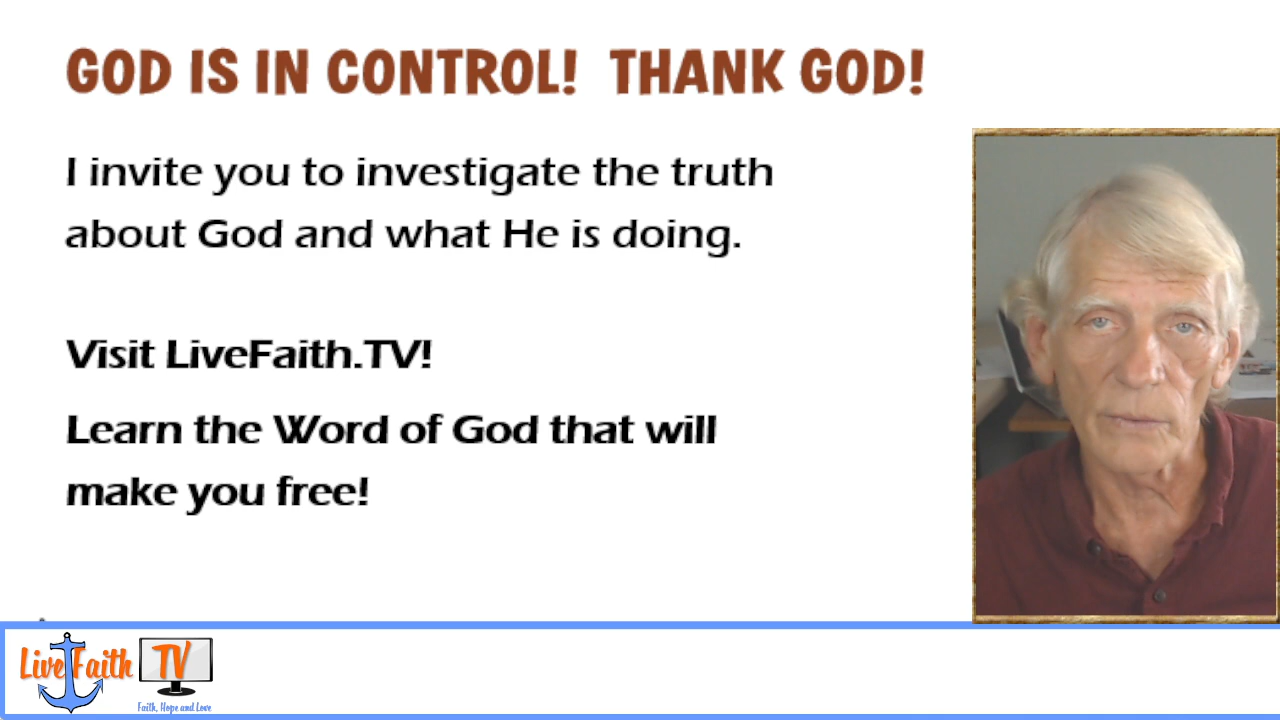 GOD IS IN CONTROL! THANK GOD!
I invite you to investigate the truth
about God and what He is doing.
Visit LiveFaith.TV!
Learn the Word of God that will
make you free!
Live Faith TV
Faith, Hope and Love